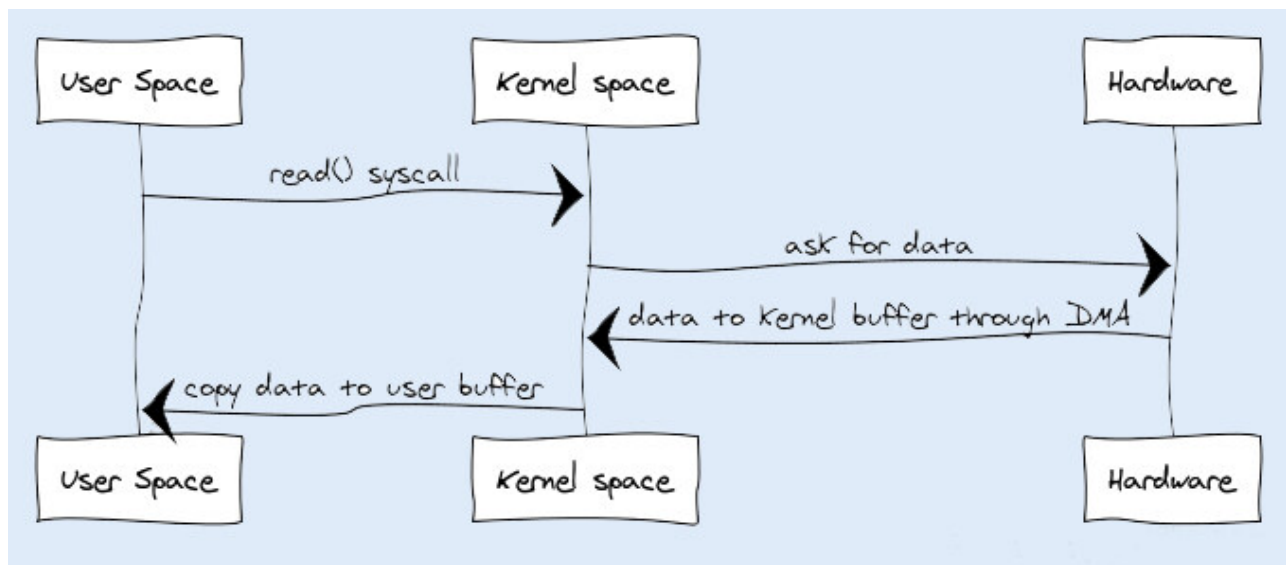 User Space
Kernel space
Hardware
read() syscall
ask for data
data to kernel buffer through DMA
copy data to user buffer
User Space
Kernel space
Hardware